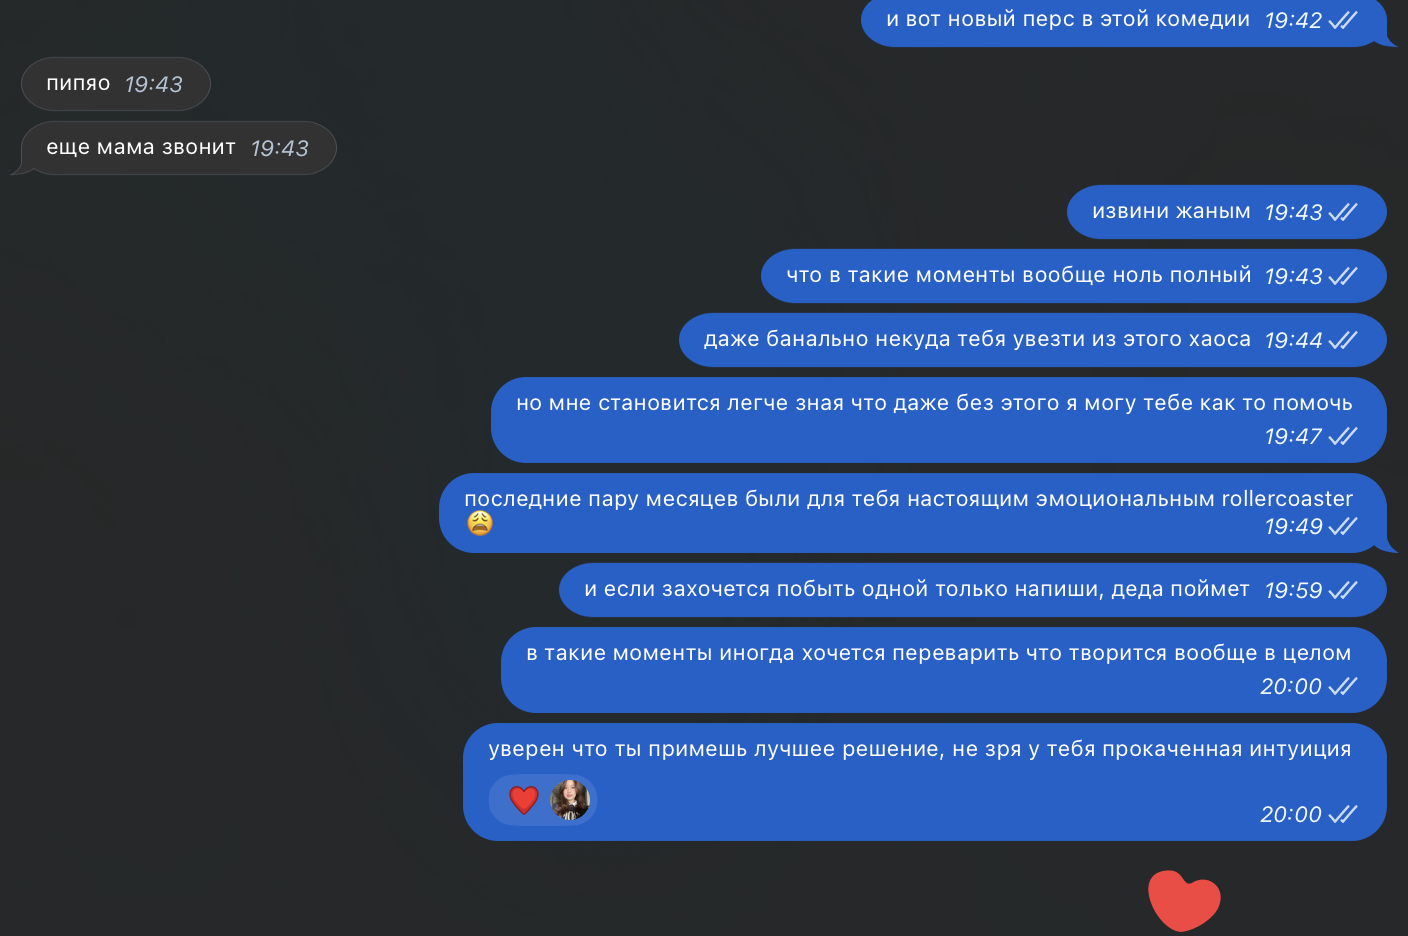 и вот новый перс в этой комедии 19:42
пипяо 19:43
еще мама звонит 19:43
извини жаным 19:43
что в такие моменты вообще ноль полный 19:43
даже банально некуда тебя увезти из этого хаоса 19:44
но мне становится легче зная что даже без этого я могу тебе как то помочь
19:47
последние пару месяцев были для тебя настоящим эмоциональным rollercoaster
😩 19:49
и если захочется побыть одной только напиши, деда поймет 19:59
в такие моменты иногда хочется переварить что творится вообще в целом
20:00
уверен что ты примешь лучшее решение, не зря у тебя прокаченная интуиция
20:00